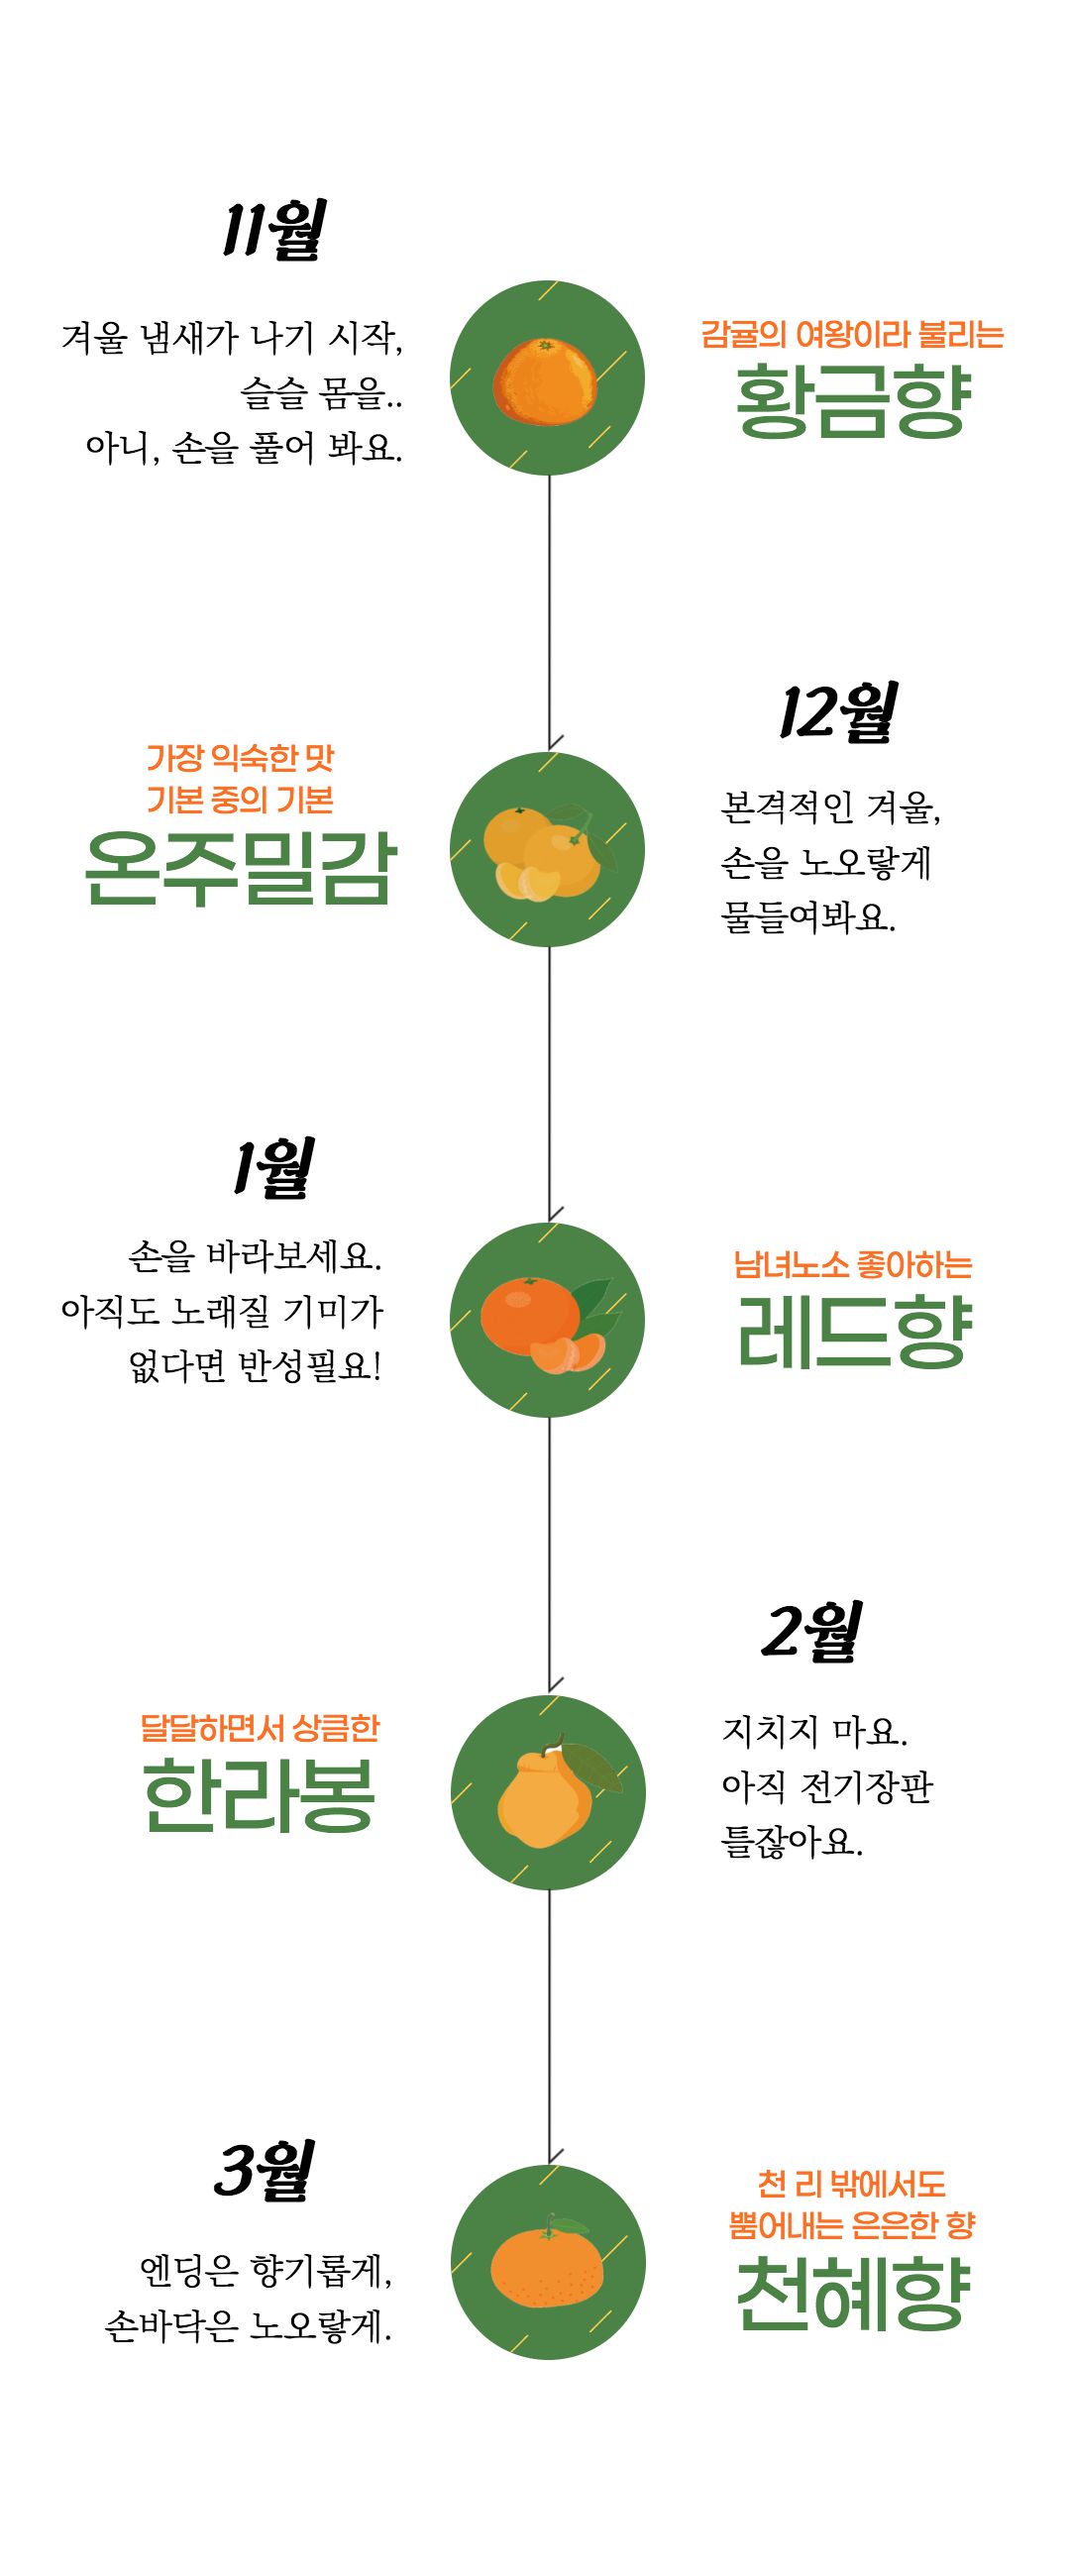 11월
겨울 냄새가 나기 시작,
슬슬 몸을..
아니, 손을 풀어 봐요.
감귤의 여왕이라 불리는
황금향
12월
본격적인 겨울,
손을 노오랗게
물들여봐요.
가장 익숙한 맛
기본 중의 기본
온주밀감
1월
손을 바라보세요.
아직도 노래질 기미가
없다면 반성필요!
남녀노소 좋아하는
레드향
2월
지치지 마요.
아직 전기장판
틀잖아요.
달달하면서 상큼한
한라봉
3월
엔딩은 향기롭게,
손바닥은 노오랗게.
천 리 밖에서도
뿜어내는 은은한 향
천혜향